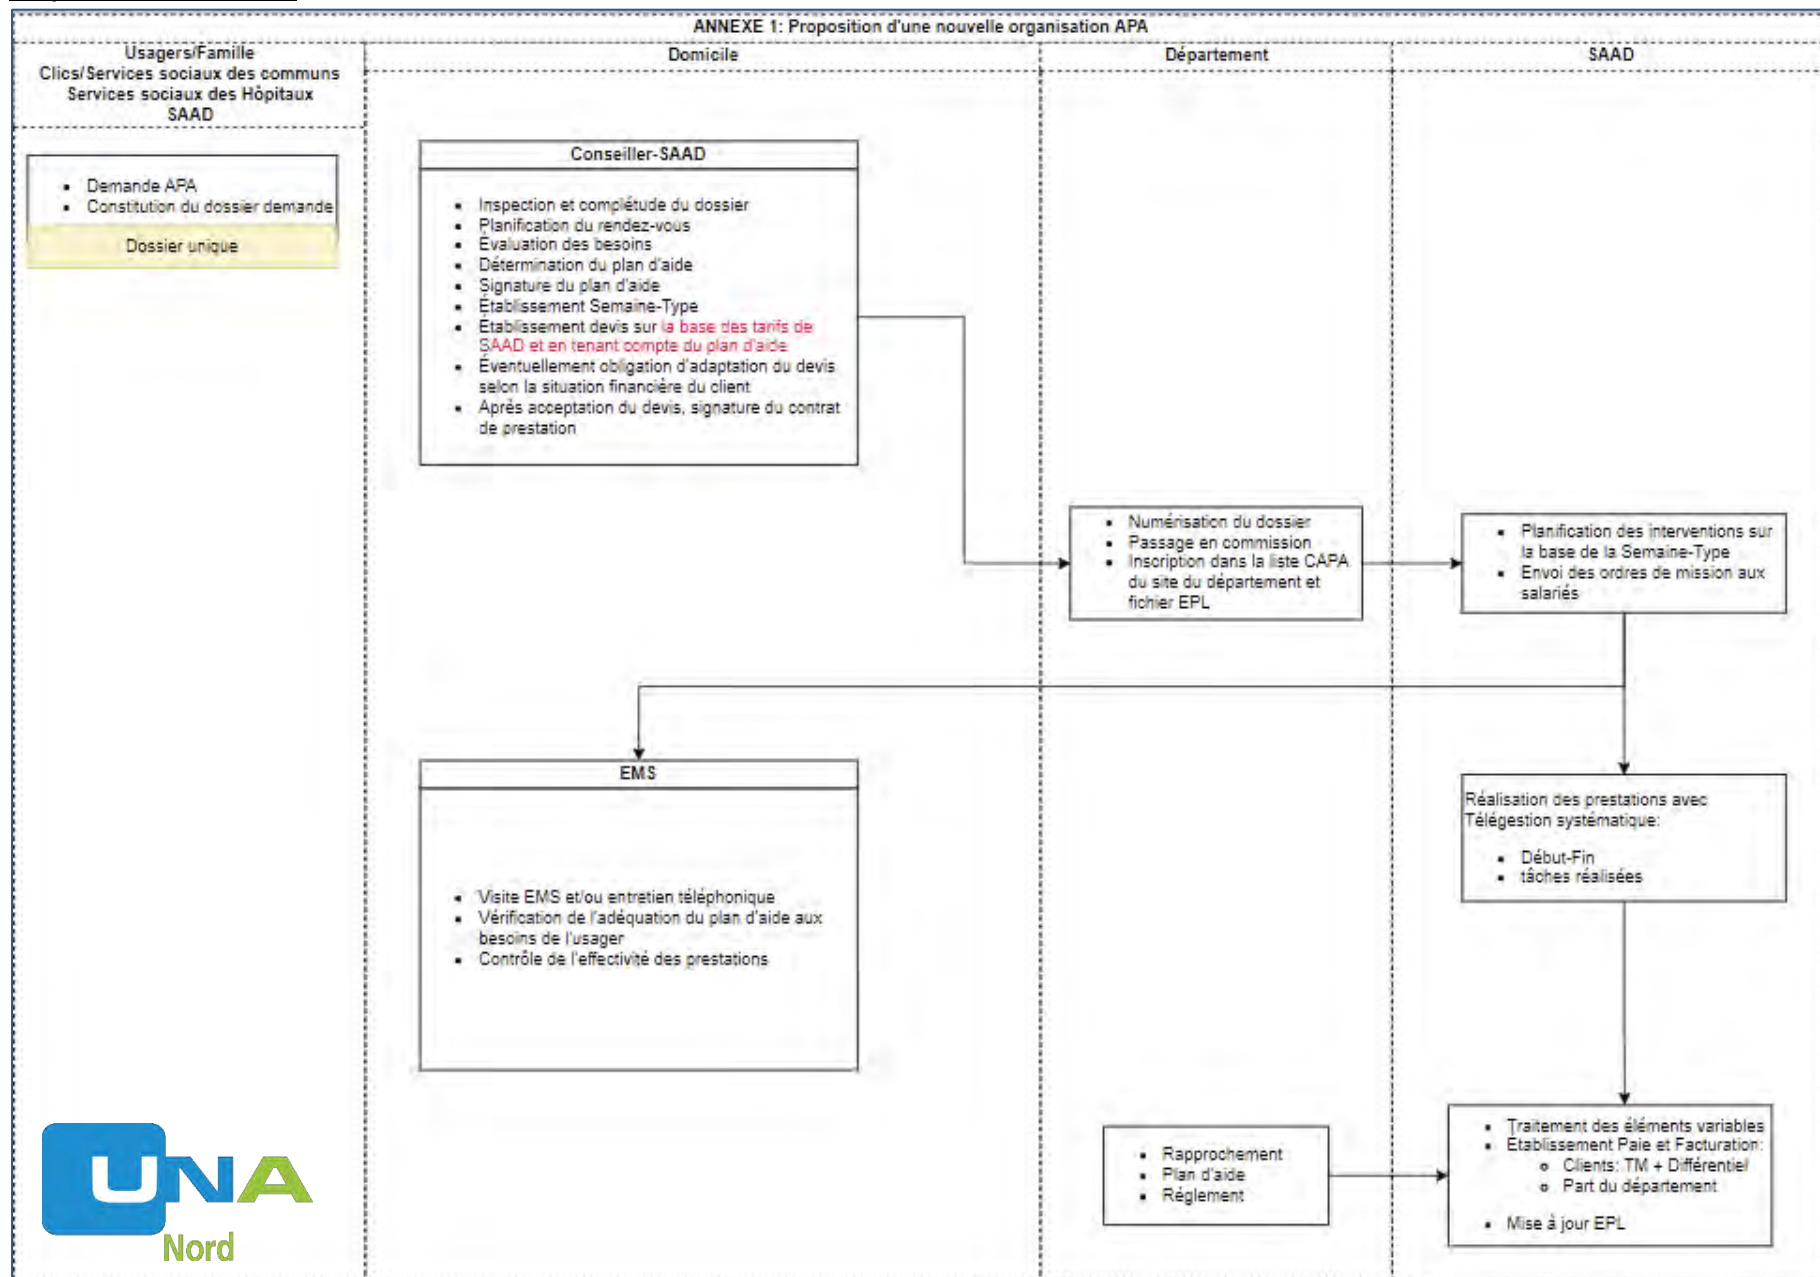 ANNEXE 1: Proposition d'une nouvelle organisation APA
Usagers/Famille
Clics/Services sociaux des communs
Services sociaux des Hôpitaux
SAAD
Domicile
Département
SAAD
• Demande APA
• Constitution du dossier demande
Dossier unique
Conseiller-SAAD
• Inspection et complétude du dossier
• Planification du rendez-vous
• Évaluation des besoins
• Détermination du plan d'aide
• Signature du plan d'aide
• Établissement Semaine-Type
• Établissement devis sur la base des tarifs de
SAAD et en tenant compte du plan d'aide
• Éventuellement obligation d'adaptation du devis
selon la situation financière du client
• Après acceptation du devis, signature du contrat
de prestation
• Numérisation du dossier
• Passage en commission
• Inscription dans la liste CAPA
du site du département et
fichier EPL
• Planification des interventions sur
la base de la Semaine-Type
• Envoi des ordres de mission aux
salariés
EMS
• Visite EMS et/ou entretien téléphonique
• Vérification de l'adéquation du plan d'aide aux
besoins de l'usager
• Contrôle de l'effectivité des prestations
Réalisation des prestations avec
Télégestion systématique:
• Début-Fin
• tâches réalisées
• Rapprochement
• Plan d'aide
• Réglement
• Traitement des éléments variables
• Établissement Paie et Facturation:
o Clients: TM + Différentiel
o Part du département
• Mise à jour EPL
UNA
Nord